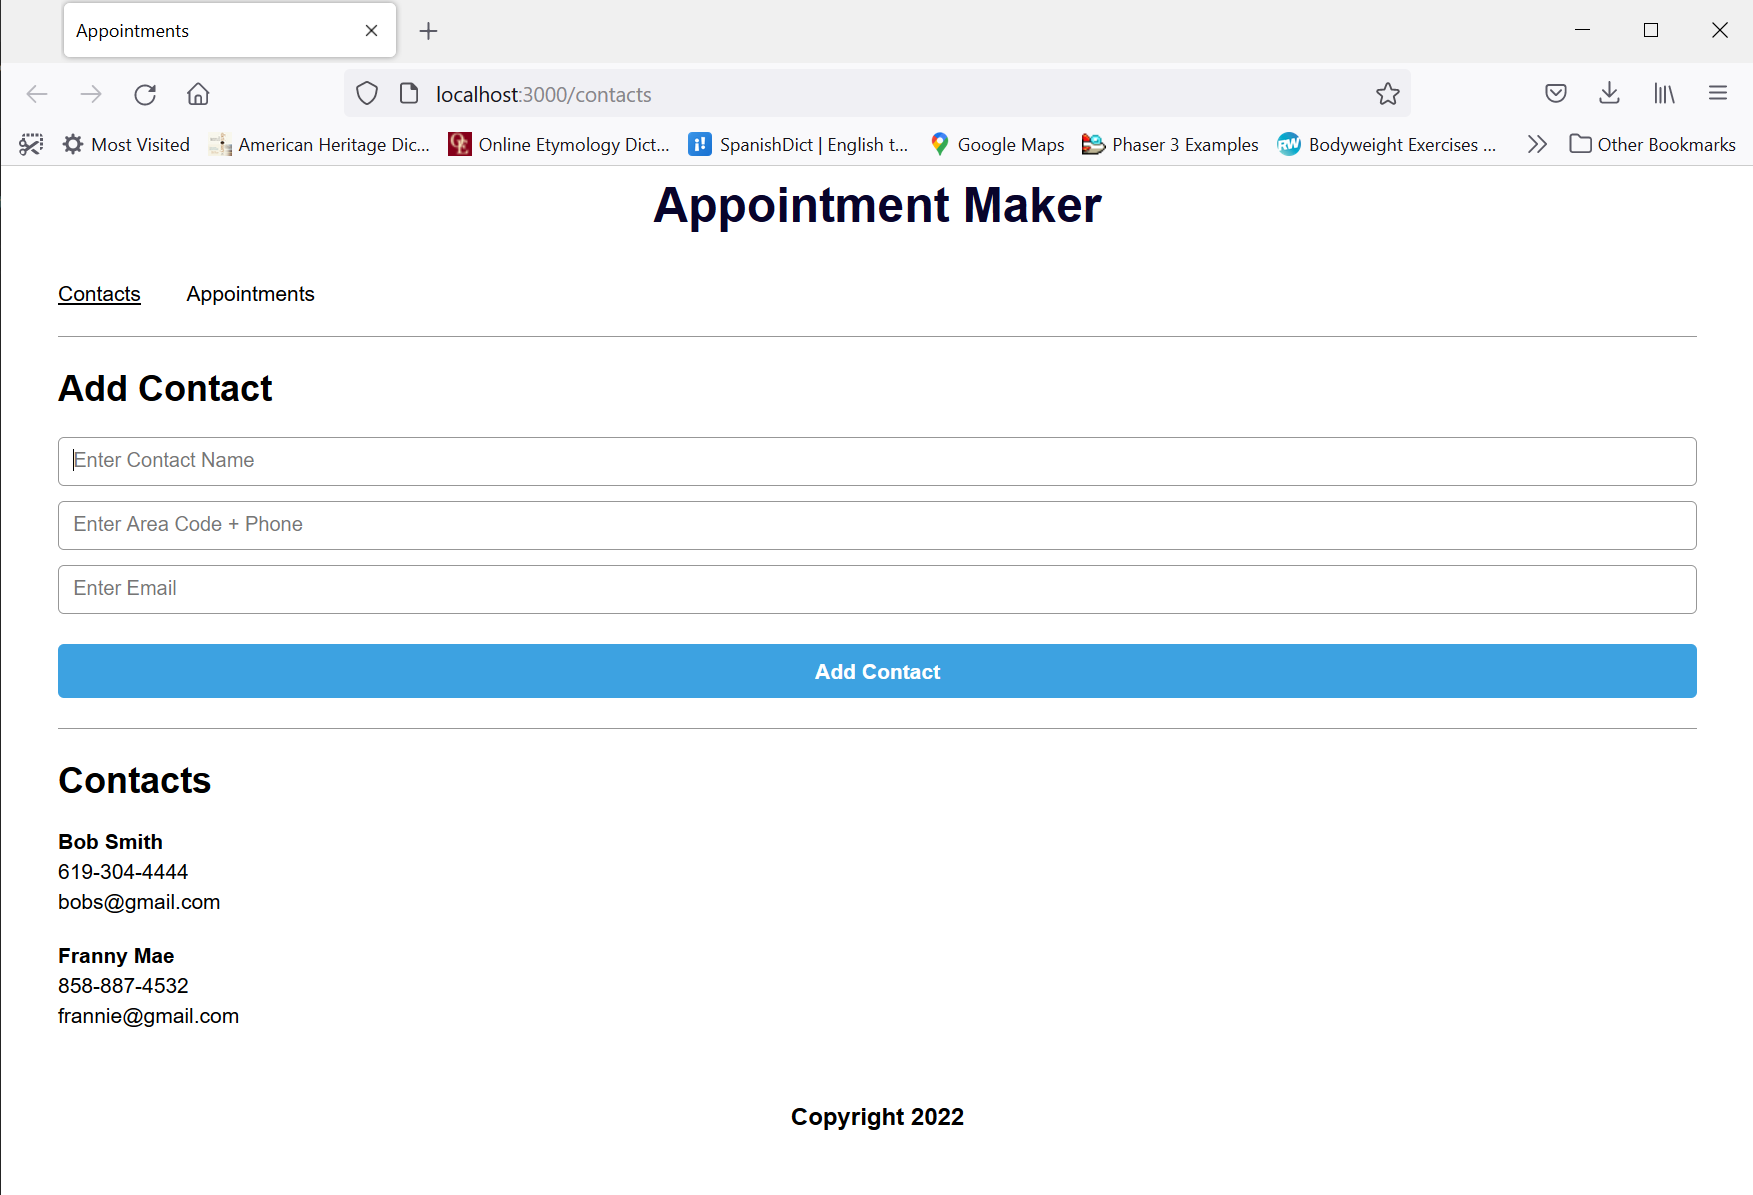 Appointments
localhost:3000/contacts
Most Visited American Heritage Dic... Online Etymology Dict... SpanishDict | English t... Google Maps Phaser 3 Examples Bodyweight Exercises ... Other Bookmarks
Appointment Maker
Contacts Appointments
Add Contact
Enter Contact Name
Enter Area Code + Phone
Enter Email
Add Contact
Contacts
Bob Smith
619-304-4444
bobs@gmail.com
Franny Mae
858-887-4532
frannie@gmail.com
Copyright 2022